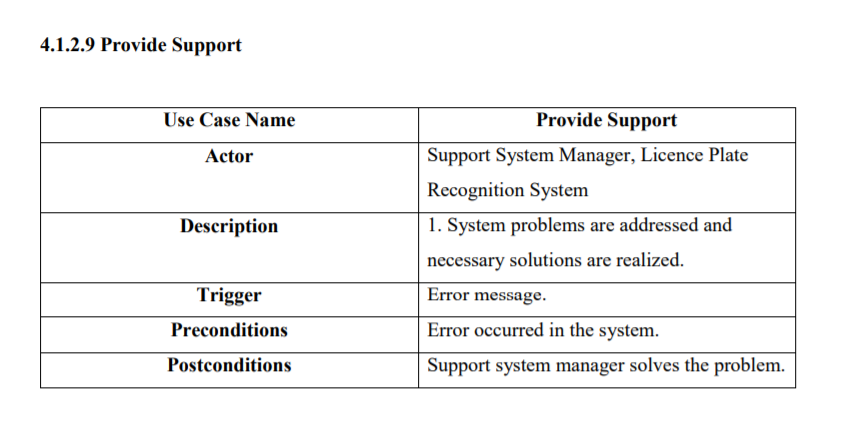 4.1.2.9 Provide Support
Use Case Name
Provide Support
Actor
Support System Manager, Licence Plate
Recognition System
Description
1. System problems are addressed and
necessary solutions are realized.
Trigger
Error message.
Preconditions
Error occurred in the system.
Postconditions
Support system manager solves the problem.